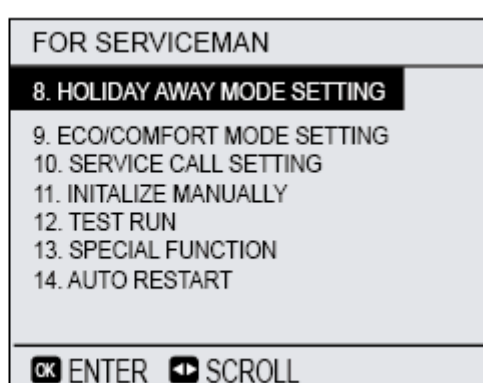 FOR SERVICEMAN
8. HOLIDAY AWAY MODE SETTING
9. ECO/COMFORT MODE SETTING
10. SERVICE CALL SETTING
11. INITALIZE MANUALLY
12. TEST RUN
13. SPECIAL FUNCTION
14. AUTO RESTART
OK ENTER SCROLL